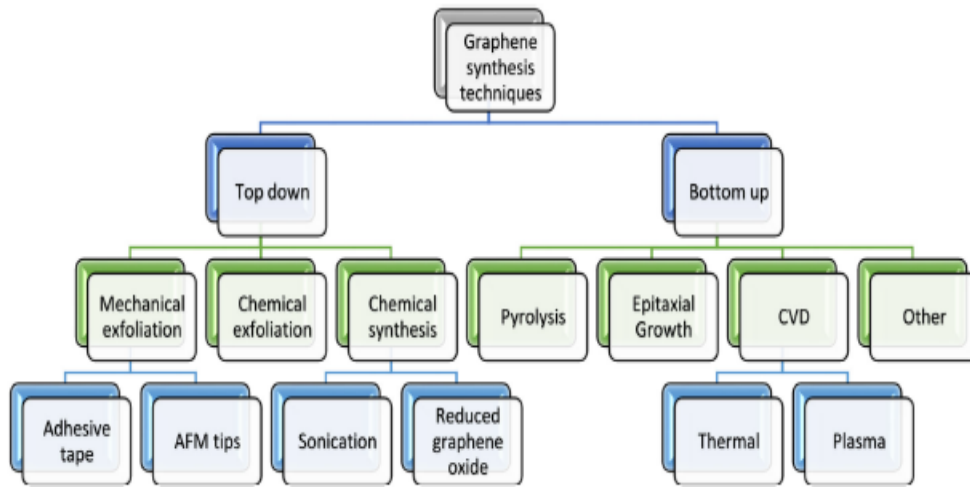 Graphene
synthesis
techniques
Top down
Bottom up
Mechanical
exfoliation
Chemical
exfoliation
Chemical
synthesis
Pyrolysis
Epitaxial
Growth
CVD
Other
Adhesive
tape
AFM tips
Sonication
Reduced
graphene
oxide
Thermal
Plasma